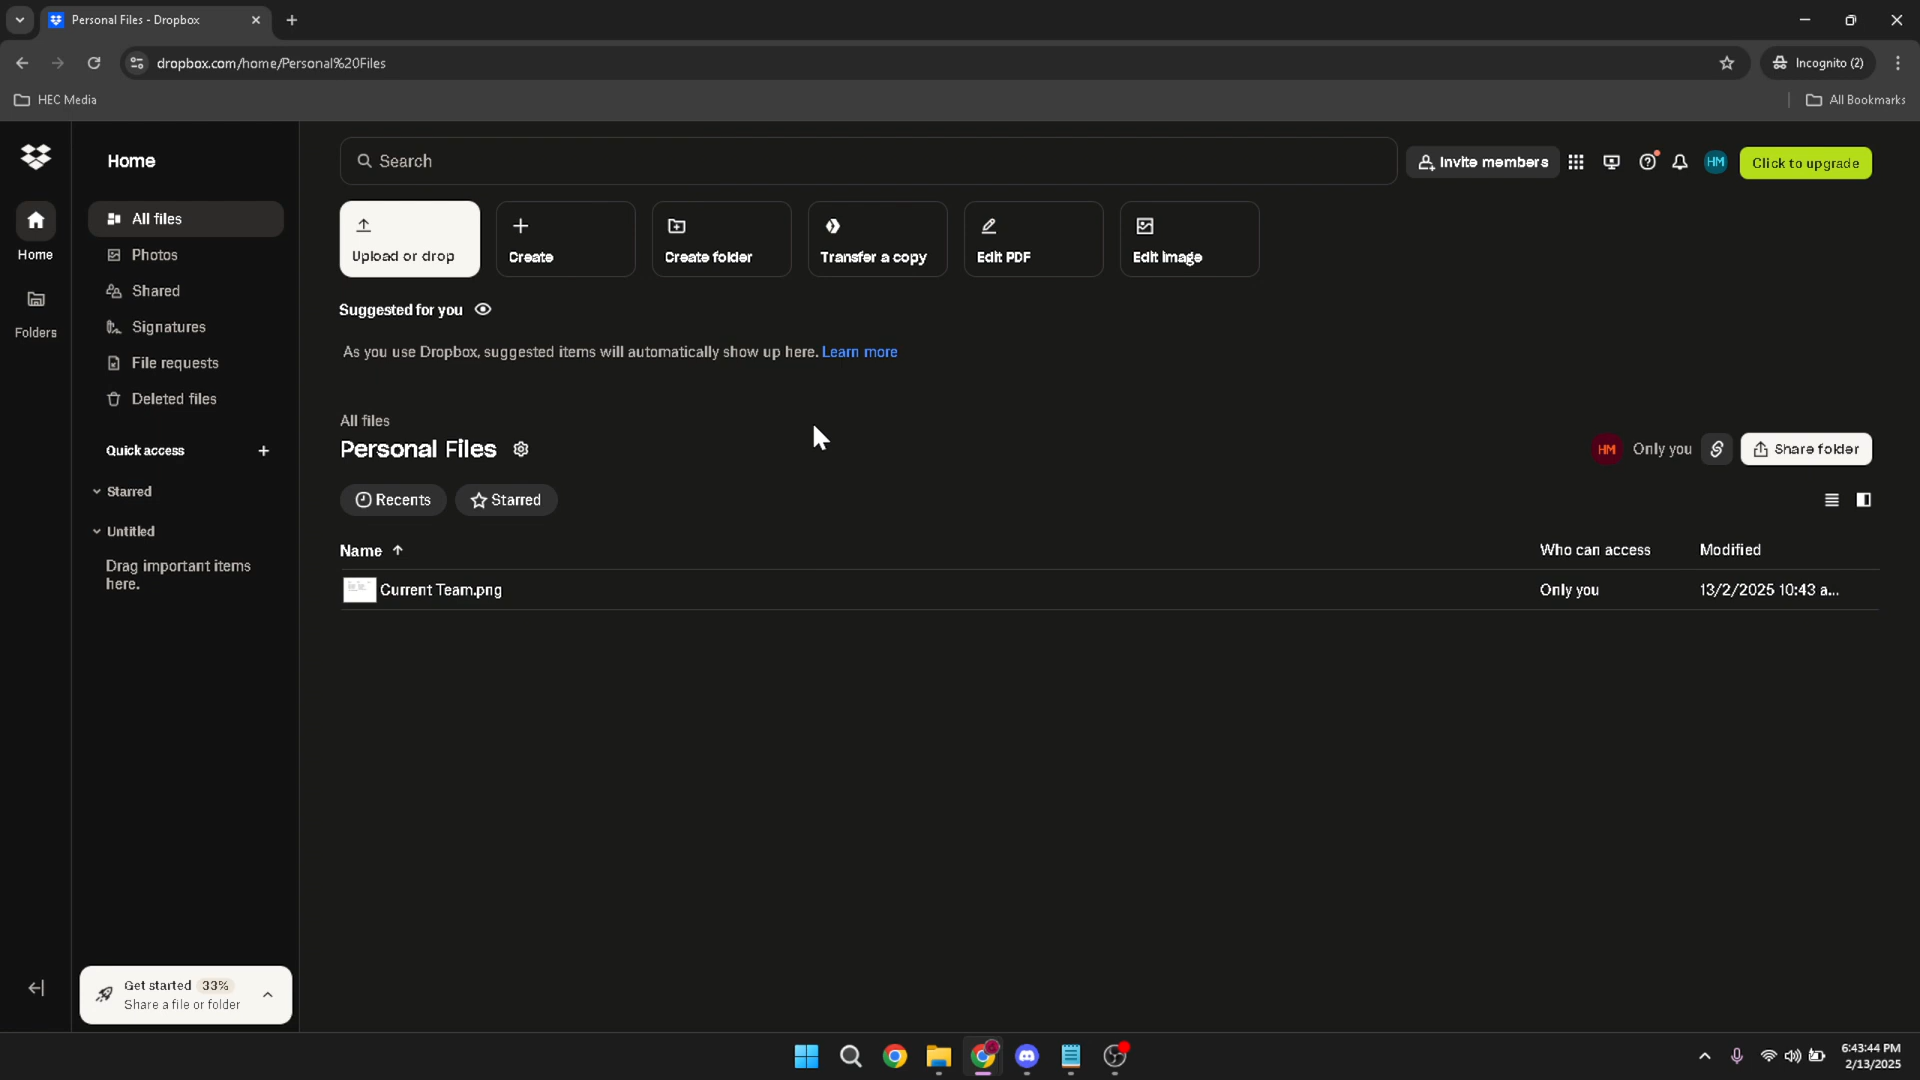 Personal Files - Dropbox
dropbox.com/home/Personal%20Files
Incognito (2)
HEC Media
All Bookmarks
Home
Search
Invite members
HM
Click to upgrade
Home
Folders
All files
Photos
Shared
Signatures
File requests
Deleted files
Quick access
Starred
Untitled
Drag important items
here.
Upload or drop
Create
Create folder
Transfer a copy
Edit PDF
Edit image
Suggested for you
As you use Dropbox, suggested items will automatically show up here. Learn more
All files
Personal Files
HM
Only you
Share folder
Recents
Starred
Name
Who can access
Modified
Current Team.png
Only you
13/2/2025 10:43 a...
Get started 33%
Share a file or folder
6:43:44 PM
2/13/2025